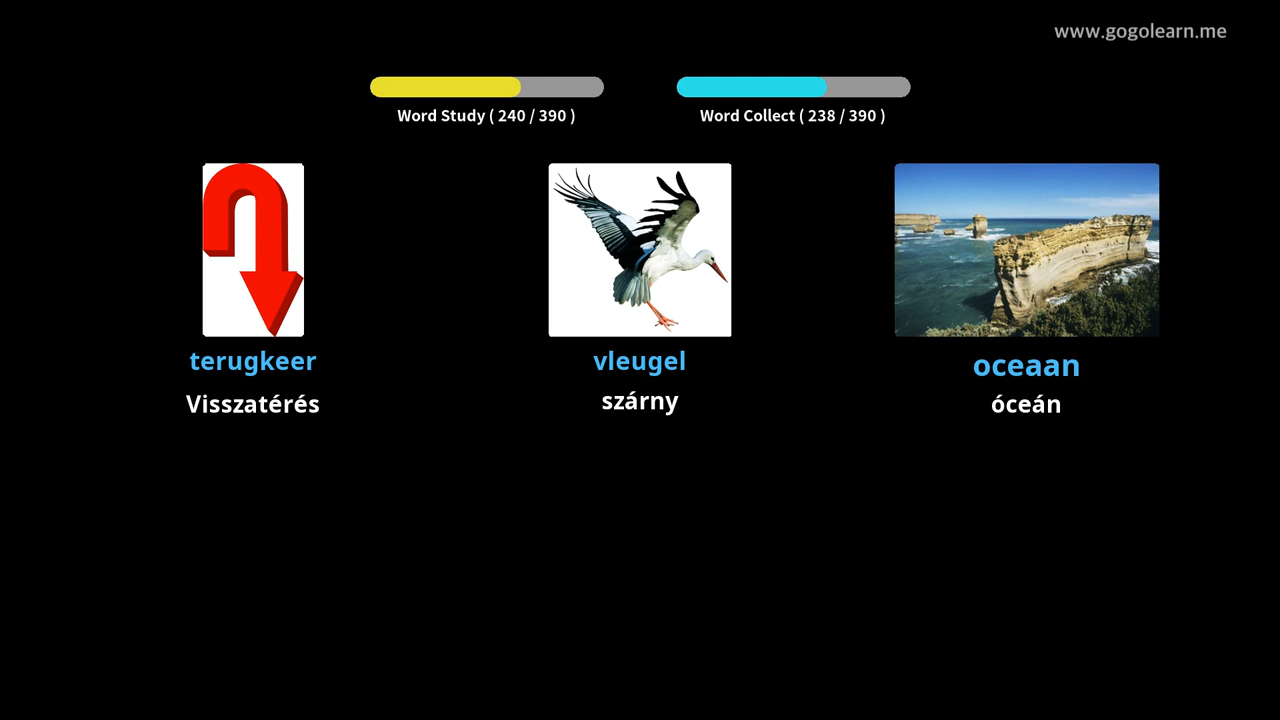 www.gogolearn.me
Word Study ( 240 / 390 )
Word Collect ( 238 / 390 )
terugkeer
Visszatérés
vleugel
szárny
oceaan
óceán